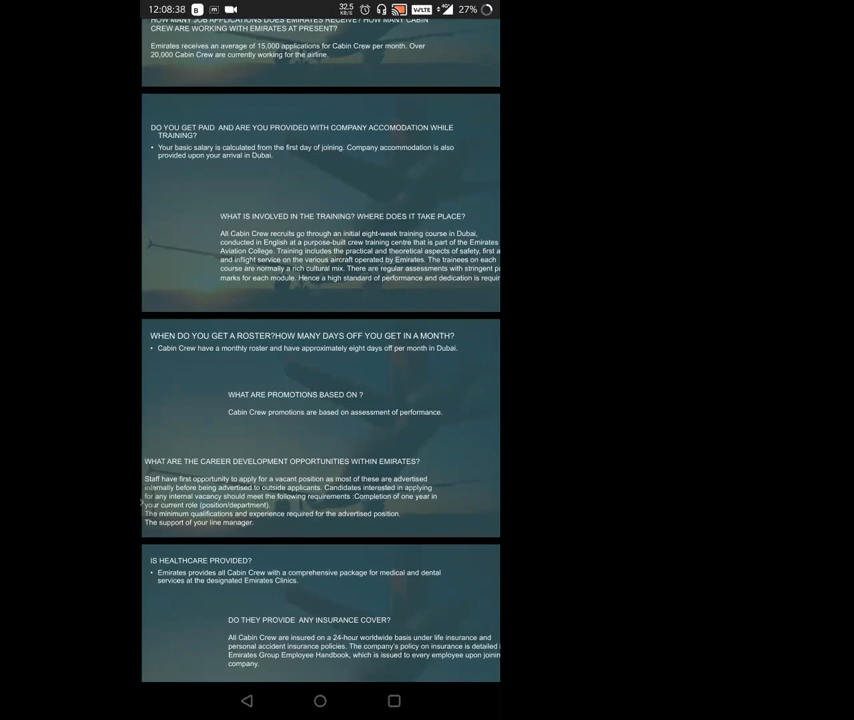 12:08:38 B m 32.5 KB/S VoLTE 4G 27%
HOW MANY JOB APPLICATIONS DOES EMIRATES RECEIVE? HOW MANY CABIN
CREW ARE WORKING WITH EMIRATES AT PRESENT?
Emirates receives an average of 15,000 applications for Cabin Crew per month. Over
20,000 Cabin Crew are currently working for the airline.
DO YOU GET PAID AND ARE YOU PROVIDED WITH COMPANY ACCOMODATION WHILE
TRAINING?
• Your basic salary is calculated from the first day of joining. Company accommodation is also
provided upon your arrival in Dubai.
WHAT IS INVOLVED IN THE TRAINING? WHERE DOES IT TAKE PLACE?
All Cabin Crew recruits go through an initial eight-week training course in Dubai,
conducted in English at a purpose-built crew training centre that is part of the Emirates
Aviation College. Training includes the practical and theoretical aspects of safety, first a
and inflight service on the various aircraft operated by Emirates. The trainees on each
course are normally a rich cultural mix. There are regular assessments with stringent pa
marks for each module. Hence a high standard of performance and dedication is requir
WHEN DO YOU GET A ROSTER?HOW MANY DAYS OFF YOU GET IN A MONTH?
• Cabin Crew have a monthly roster and have approximately eight days off per month in Dubai.
WHAT ARE PROMOTIONS BASED ON ?
Cabin Crew promotions are based on assessment of performance.
WHAT ARE THE CAREER DEVELOPMENT OPPORTUNITIES WITHIN EMIRATES?
Staff have first opportunity to apply for a vacant position as most of these are advertised
internally before being advertised to outside applicants. Candidates interested in applying
for any internal vacancy should meet the following requirements :Completion of one year in
your current role (position/department).
The minimum qualifications and experience required for the advertised position.
The support of your line manager.
IS HEALTHCARE PROVIDED?
• Emirates provides all Cabin Crew with a comprehensive package for medical and dental
services at the designated Emirates Clinics.
DO THEY PROVIDE ANY INSURANCE COVER?
All Cabin Crew are insured on a 24-hour worldwide basis under life insurance and
personal accident insurance policies. The company's policy on insurance is detailed i
Emirates Group Employee Handbook, which is issued to every employee upon joinin
company.